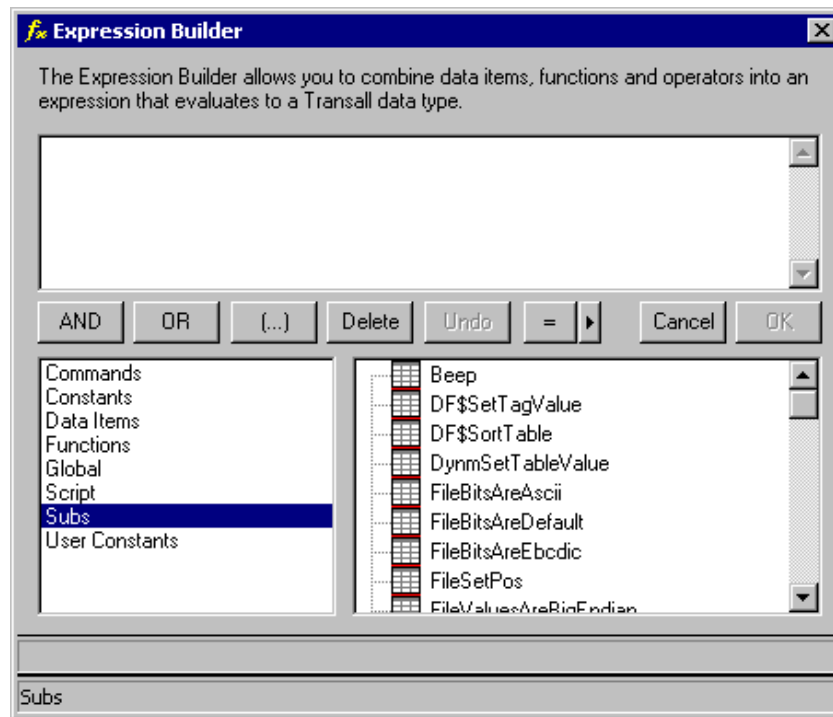 fx Expression Builder
The Expression Builder allows you to combine data items, functions and operators into an
expression that evaluates to a Transall data type.
AND OR (...) Delete Undo = Cancel OK
Commands
Constants
Data Items
Functions
Global
Script
Subs
User Constants
Beep
DF$SetTagValue
DF$SortTable
DynmSetTableValue
FileBitsAreAscii
FileBitsAreDefault
FileBitsAreEbcdic
FileSetPos
FileValuesAreBigEndian
Subs